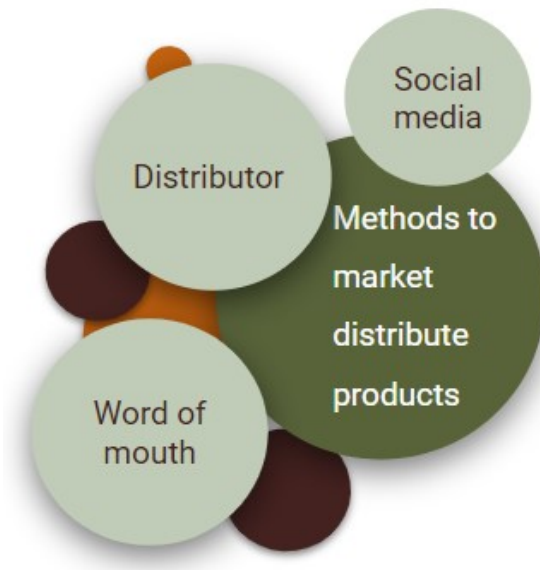 Social
media
Distributor
Methods to
market
distribute
products
Word of
mouth